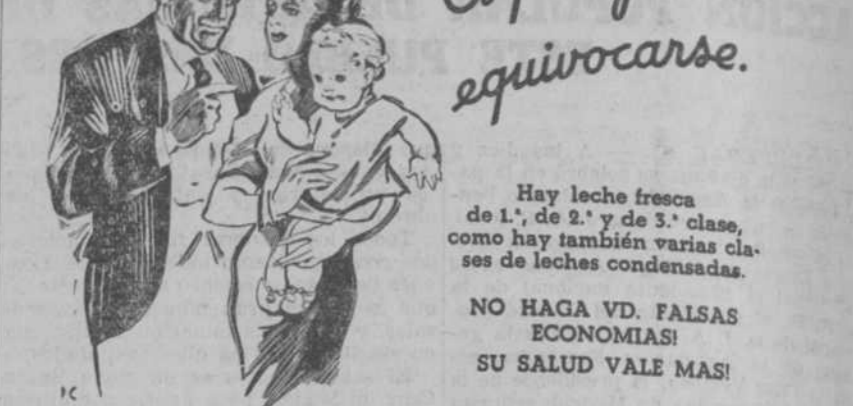 equivocarse.
Hay leche fresca
de 1.ª, de 2.ª y de 3.ª clase,
como hay también varias cla-
ses de leches condensadas.
NO HAGA VD. FALSAS
ECONOMIAS!
SU SALUD VALE MAS!